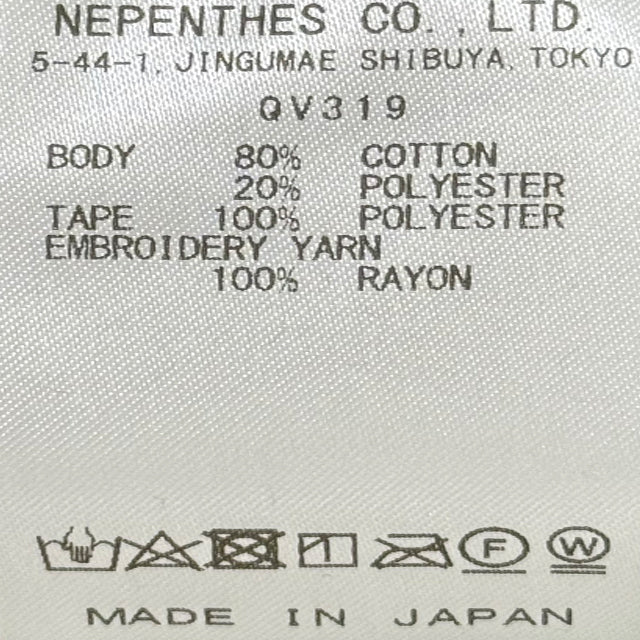 NEPENTHES CO., LTD.
5-44-1, JINGUMAE SHIBUYA, TOKYO
QV319
BODY 80% COTTON
20% POLYESTER
TAPE 100% POLYESTER
EMBROIDERY YARN
100% RAYON
F W
MADE IN JAPAN